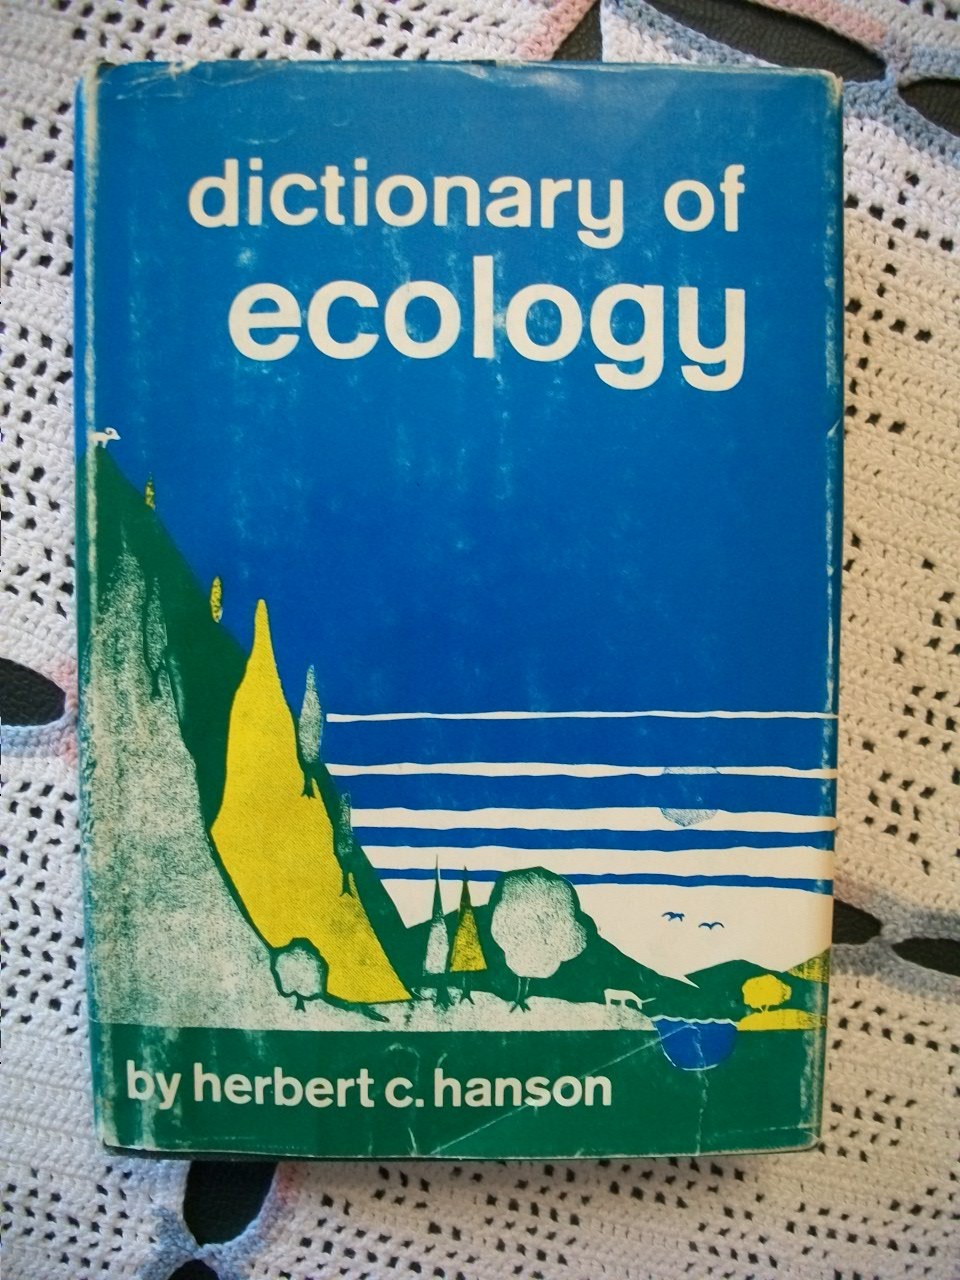 dictionary of
ecology
by herbert c. hanson